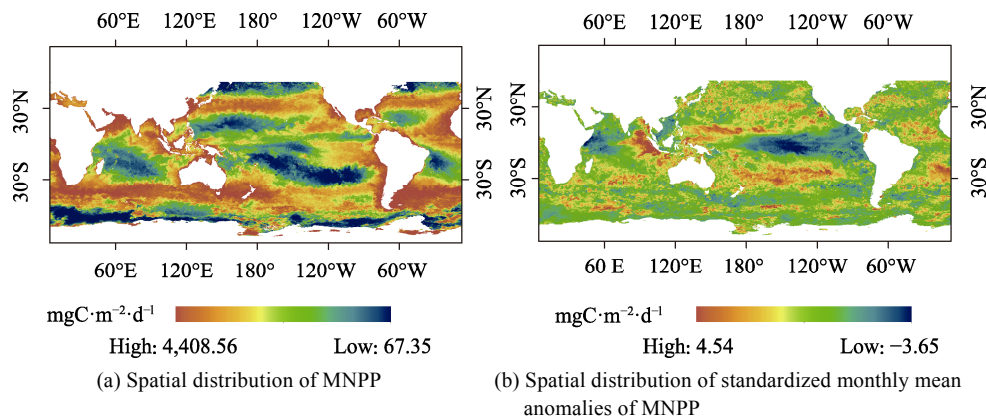 60°E 120°E 180° 120°W 60°W
30°N
30°S
30°N
30°S
60°E 120°E 180° 120°W 60°W
mgC·m⁻²·d⁻¹
High: 4,408.56 Low: 67.35
(a) Spatial distribution of MNPP
60°E 120°E 180° 120°W 60°W
30°N
30°S
30°N
30°S
60 E 120°E 180° 120°W 60°W
mgC·m⁻²·d⁻¹
High: 4.54 Low: −3.65
(b) Spatial distribution of standardized monthly mean
anomalies of MNPP